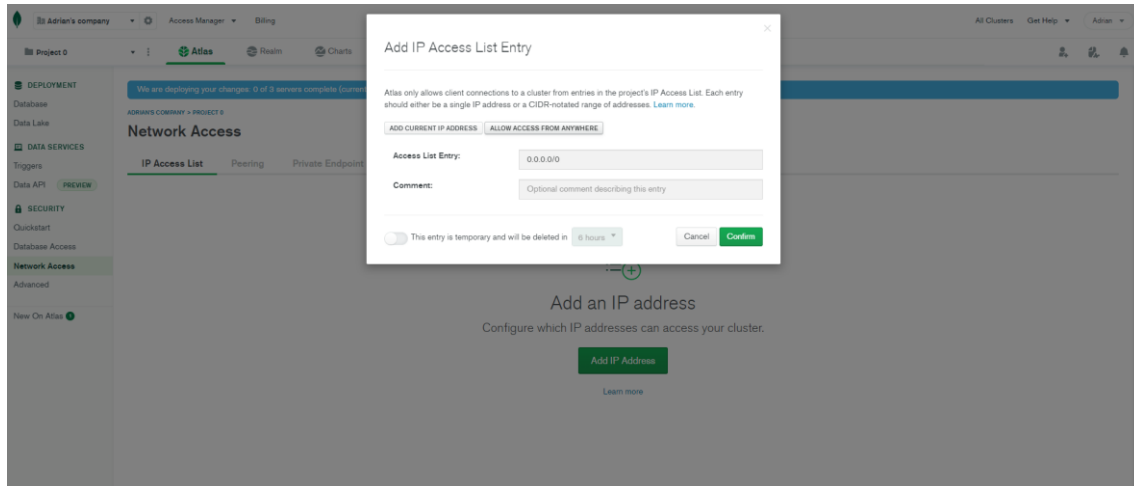 Adrian's company
Access Manager
Billing
All Clusters
Get Help
Adrian
Project 0
Atlas
Realm
Charts
DEPLOYMENT
Database
Data Lake
DATA SERVICES
Triggers
Data API PREVIEW
SECURITY
Quickstart
Database Access
Network Access
Advanced
New On Atlas
We are deploying your changes: 0 of 3 servers complete (current
ADRIAN'S COMPANY > PROJECT 0
Network Access
IP Access List
Peering
Private Endpoint
Add IP Access List Entry
Atlas only allows client connections to a cluster from entries in the project's IP Access List. Each entry
should either be a single IP address or a CIDR-notated range of addresses. Learn more.
ADD CURRENT IP ADDRESS
ALLOW ACCESS FROM ANYWHERE
Access List Entry:
0.0.0.0/0
Comment:
Optional comment describing this entry
This entry is temporary and will be deleted in 6 hours
Cancel
Confirm
Add an IP address
Configure which IP addresses can access your cluster.
Add IP Address
Learn more